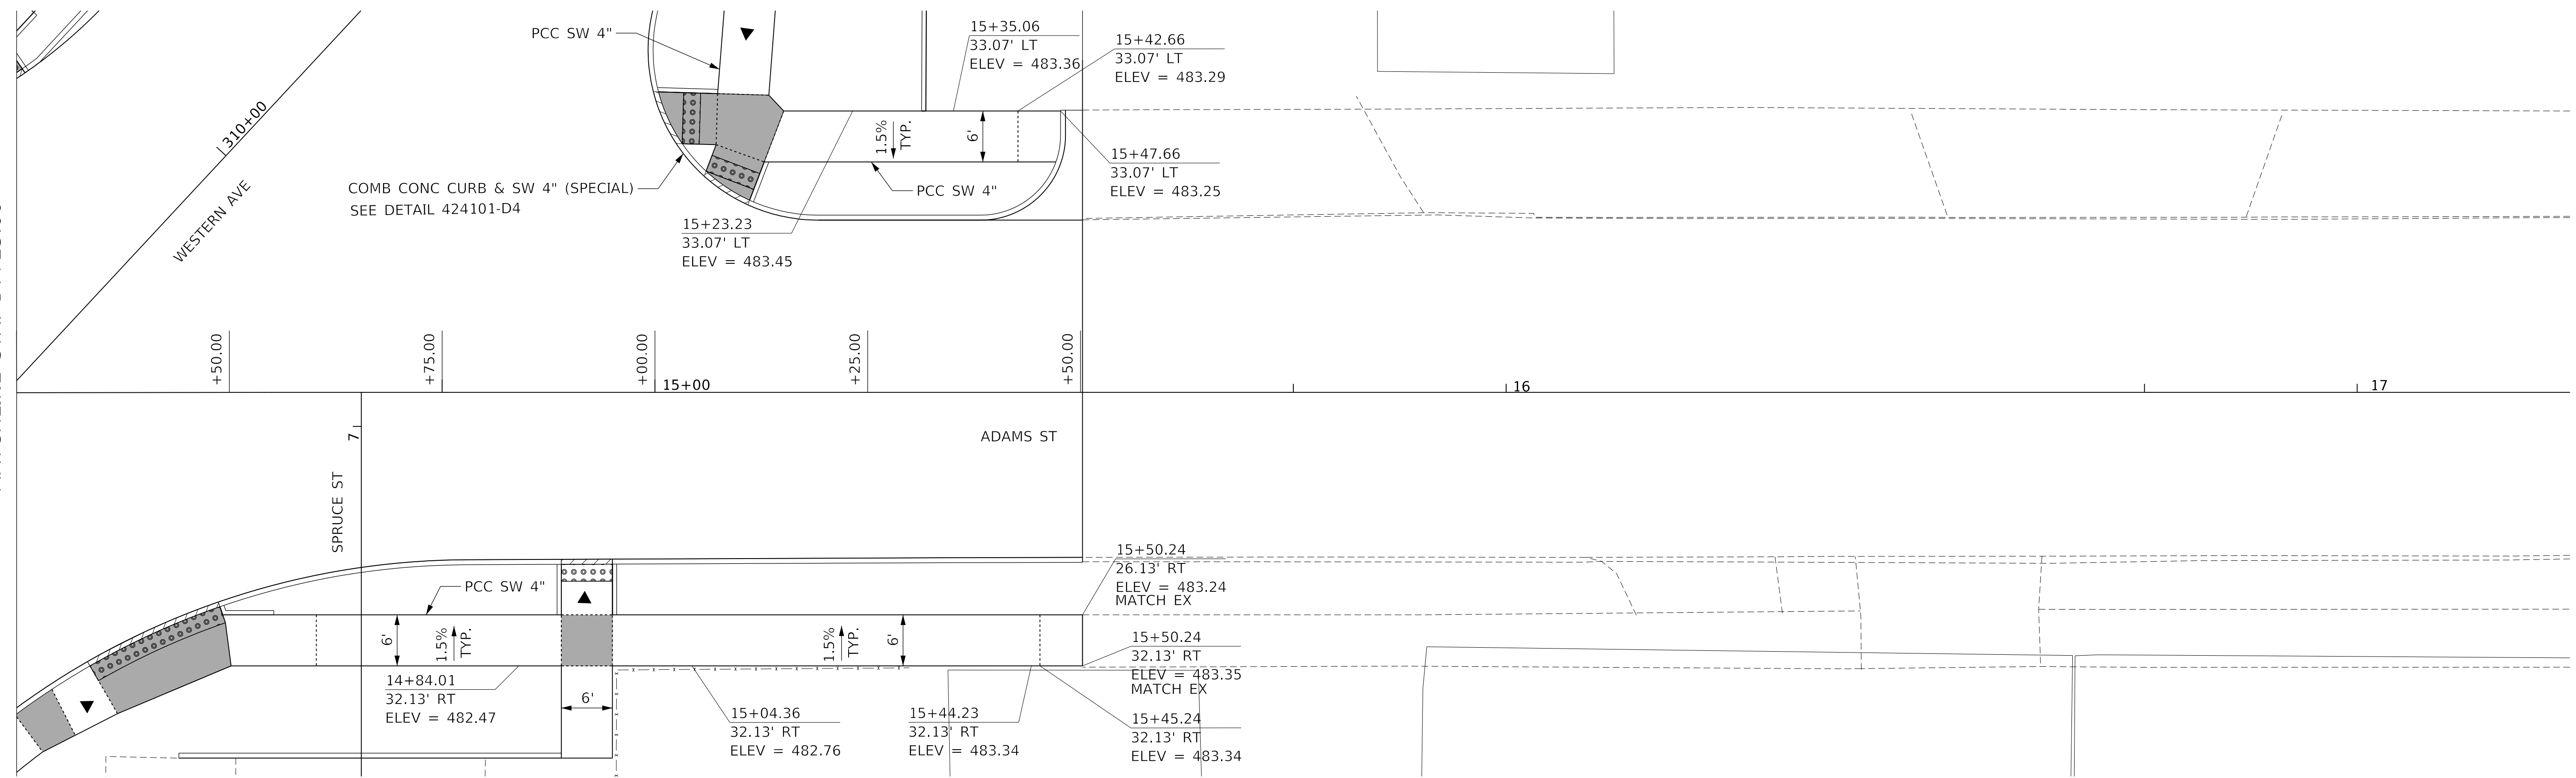 PCC SW 4"
15+35.06
33.07' LT
ELEV = 483.36
15+42.66
33.07' LT
ELEV = 483.29
310+00
WESTERN AVE
1.5%
TYP.
6'
15+47.66
33.07' LT
ELEV = 483.25
COMB CONC CURB & SW 4" (SPECIAL)
SEE DETAIL 424101-D4
PCC SW 4"
15+23.23
33.07' LT
ELEV = 483.45
+50.00
+75.00
+00.00
+25.00
+50.00
15+00
16
17
7
ADAMS ST
SPRUCE ST
15+50.24
26.13' RT
ELEV = 483.24
MATCH EX
PCC SW 4"
6'
1.5%
TYP.
1.5%
TYP.
6'
15+50.24
32.13' RT
ELEV = 483.35
MATCH EX
14+84.01
32.13' RT
ELEV = 482.47
6'
15+04.36
32.13' RT
ELEV = 482.76
15+44.23
32.13' RT
ELEV = 483.34
15+45.24
32.13' RT
ELEV = 483.34